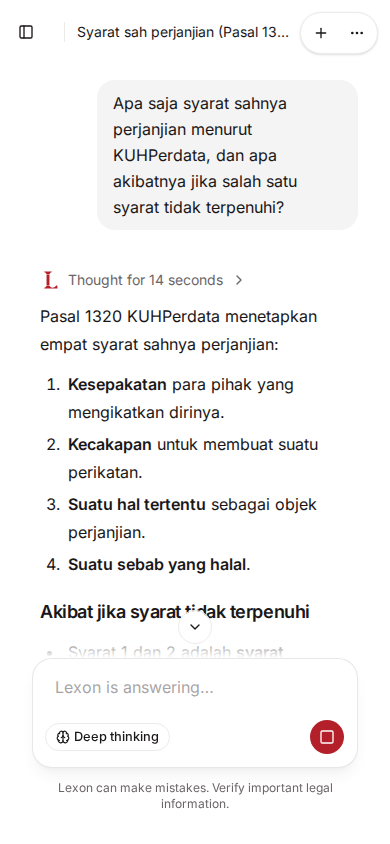 Syarat sah perjanjian (Pasal 13...
Apa saja syarat sahnya
perjanjian menurut
KUHPerdata, dan apa
akibatnya jika salah satu
syarat tidak terpenuhi?
L Thought for 14 seconds
Pasal 1320 KUHPerdata menetapkan
empat syarat sahnya perjanjian:
1. Kesepakatan para pihak yang
mengikatkan dirinya.
2. Kecakapan untuk membuat suatu
perikatan.
3. Suatu hal tertentu sebagai objek
perjanjian.
4. Suatu sebab yang halal.
Akibat jika syarat tidak terpenuhi
• Syarat 1 dan 2 adalah syarat
Lexon is answering...
Deep thinking
Lexon can make mistakes. Verify important legal
information.